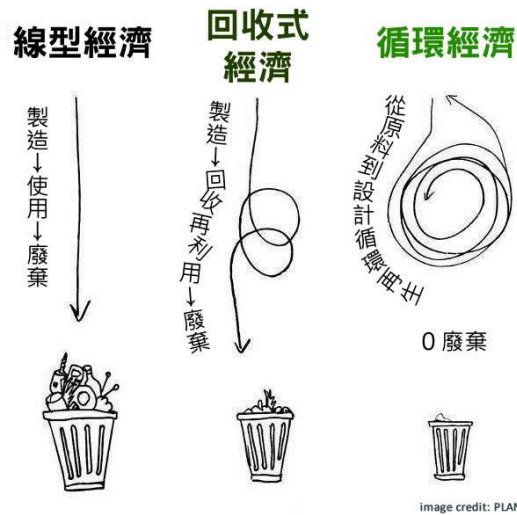 線型經濟
回收式
經濟
循環經濟
製造→使用→廢棄
製造→回收再利用→廢棄
從原料到設計循環再生
0 廢棄
image credit: PLAN